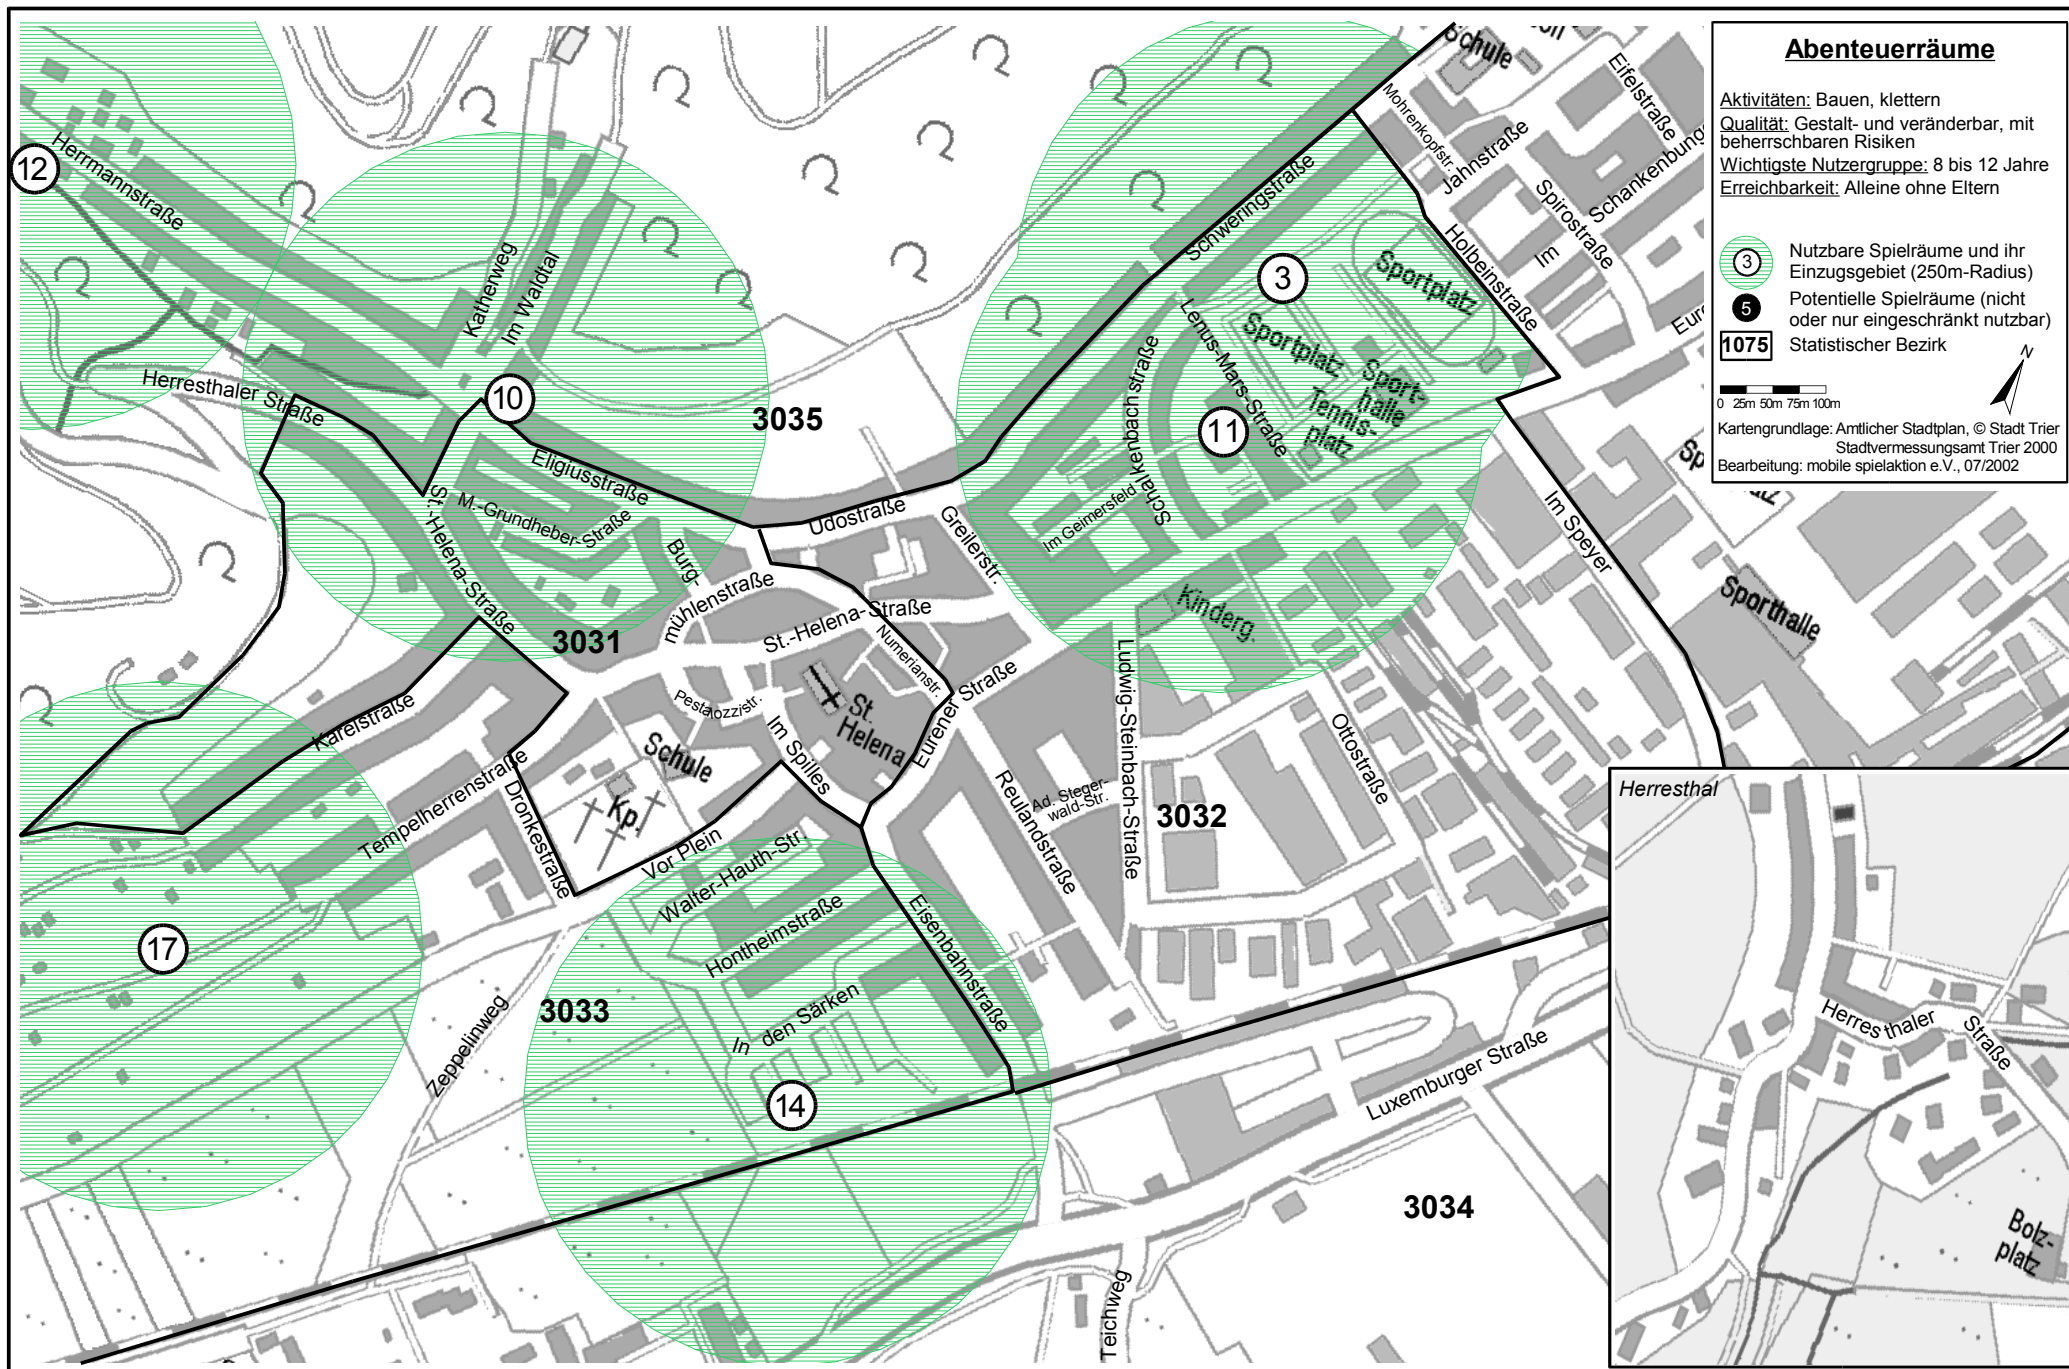 Abenteuerräume
Aktivitäten: Bauen, klettern
Qualität: Gestalt- und veränderbar, mit
beherrschbaren Risiken
Wichtigste Nutzergruppe: 8 bis 12 Jahre
Erreichbarkeit: Alleine ohne Eltern
3
Nutzbare Spielräume und ihr
Einzugsgebiet (250m-Radius)
5
Potentielle Spielräume (nicht
oder nur eingeschränkt nutzbar)
1075
Statistischer Bezirk
N
0 25m 50m 75m 100m
Kartengrundlage: Amtlicher Stadtplan, © Stadt Trier
Stadtvermessungsamt Trier 2000
Bearbeitung: mobile spielaktion e.V., 07/2002
Schule
Eifelstraße
Mohrenkopfstr.
Jahnstraße
Schankenbung
Spirostraße
Im
Holbeinstraße
Schweringstraße
12
Herrmannstraße
Katherweg
Im Waldtal
3
Sportplatz
Sportplatz
Lenus-Mars-Straße
Schalkenbachstraße
Sport-
halle
Tennis-
platz
11
Herresthaler Straße
10
3035
Eligiusstraße
M.-Grundheber-Straße
St.-Helena-Straße
Udostraße
Greilerstr.
Im Geimersfeld
Im Speyer
Burg-
mühlenstraße
St.-Helena-Straße
Numerianstr.
Kinderg.
Sporthalle
3031
Pestalozzistr.
Im Spilles
St.
Helena
Eurener Straße
Ludwig-Steinbach-Straße
Ottostraße
Karelstraße
Schule
Tempelherrenstraße
Dronkestraße
Kp.
Vor Plein
Reulandstraße
Ad. Steger-
wald-Str.
3032
Walter-Hauth-Str.
Hontheimstraße
Eisenbahnstraße
17
Zeppelinweg
3033
In den Särken
14
Luxemburger Straße
3034
Teichweg
Herresthal
Herresthaler
Straße
Bolz-
platz